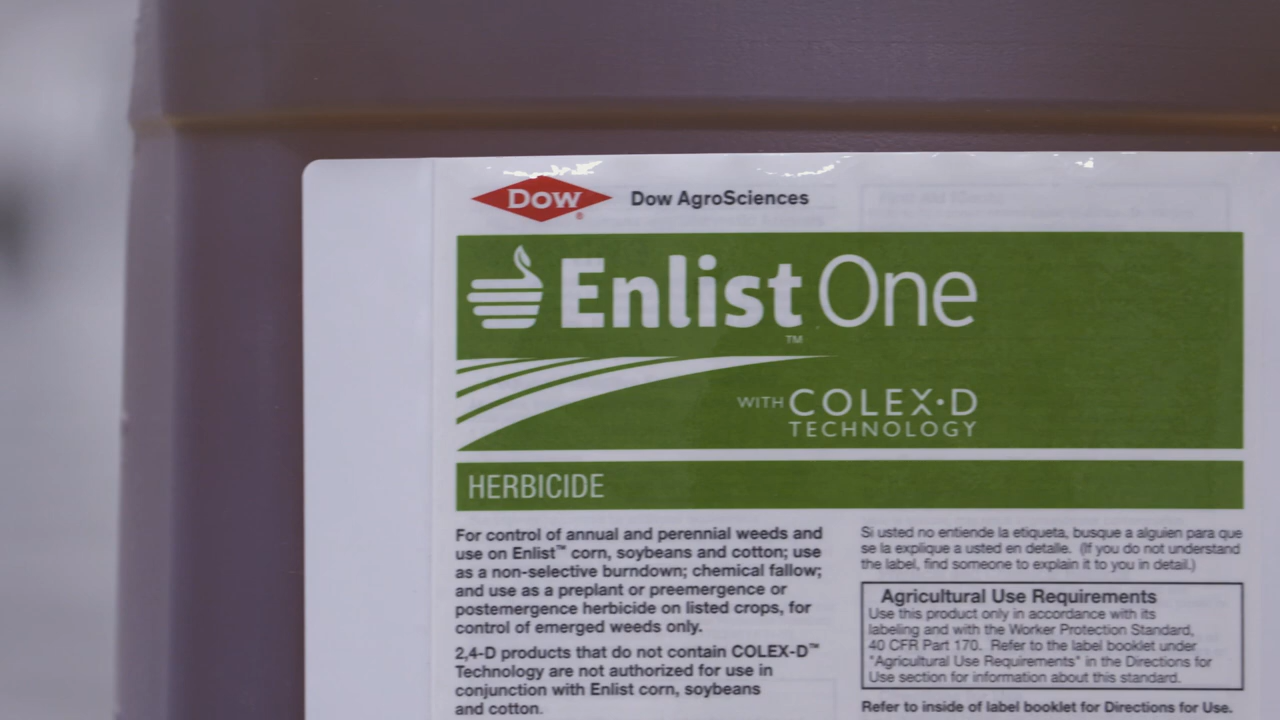 DOW
Dow AgroSciences
Enlist One
™
WITH COLEX•D
TECHNOLOGY
HERBICIDE
For control of annual and perennial weeds and
use on Enlist™ corn, soybeans and cotton; use
as a non-selective burndown; chemical fallow;
and use as a preplant or preemergence or
postemergence herbicide on listed crops, for
control of emerged weeds only.
2,4-D products that do not contain COLEX-D™
Technology are not authorized for use in
conjunction with Enlist corn, soybeans
and cotton.
Si usted no entiende la etiqueta, busque a alguien para que
se la explique a usted en detalle. (If you do not understand
the label, find someone to explain it to you in detail.)
Agricultural Use Requirements
Use this product only in accordance with its
labeling and with the Worker Protection Standard,
40 CFR Part 170. Refer to the label booklet under
"Agricultural Use Requirements" in the Directions for
Use section for information about this standard.
Refer to inside of label booklet for Directions for Use.